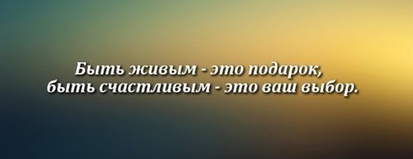 Быть живым - это подарок,
быть счастливым - это ваш выбор.